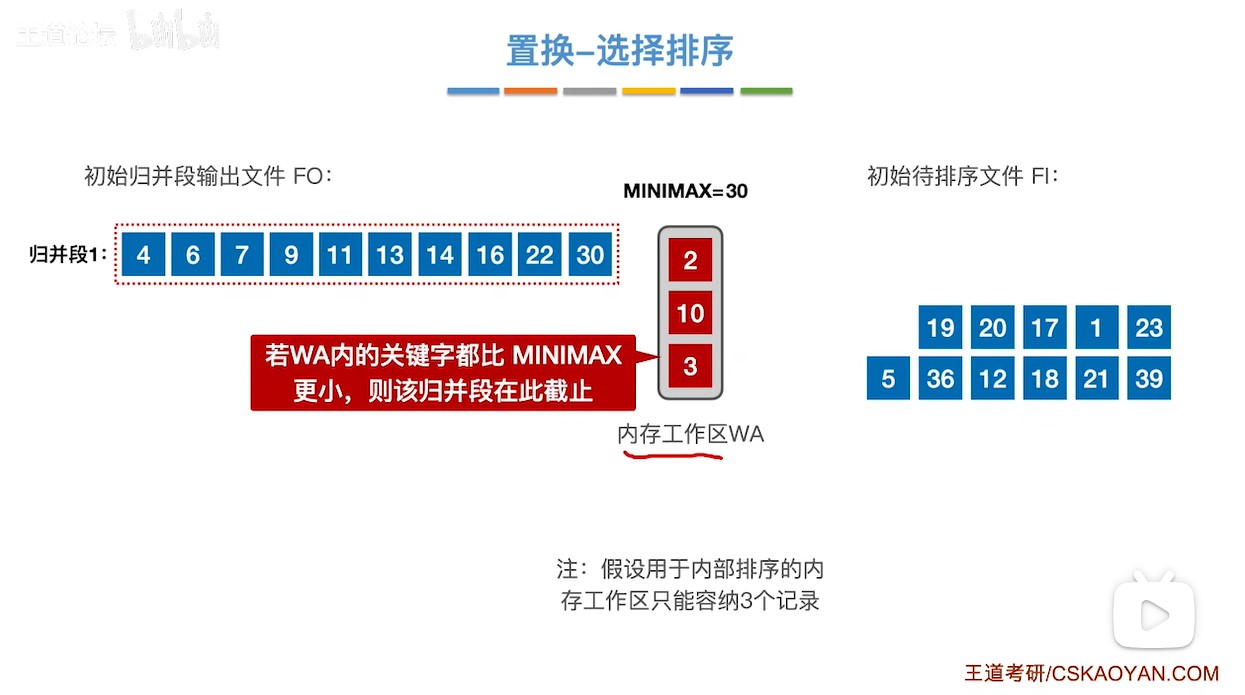 王道论坛 bilibili
置换-选择排序
初始归并段输出文件 FO：
初始待排序文件 FI：
MINIMAX=30
归并段1： 4 6 7 9 11 13 14 16 22 30
2
10
3
若WA内的关键字都比 MINIMAX
更小，则该归并段在此截止
19 20 17 1 23
5 36 12 18 21 39
内存工作区WA
注：假设用于内部排序的内
存工作区只能容纳3个记录
王道考研/CSKAOYAN.COM